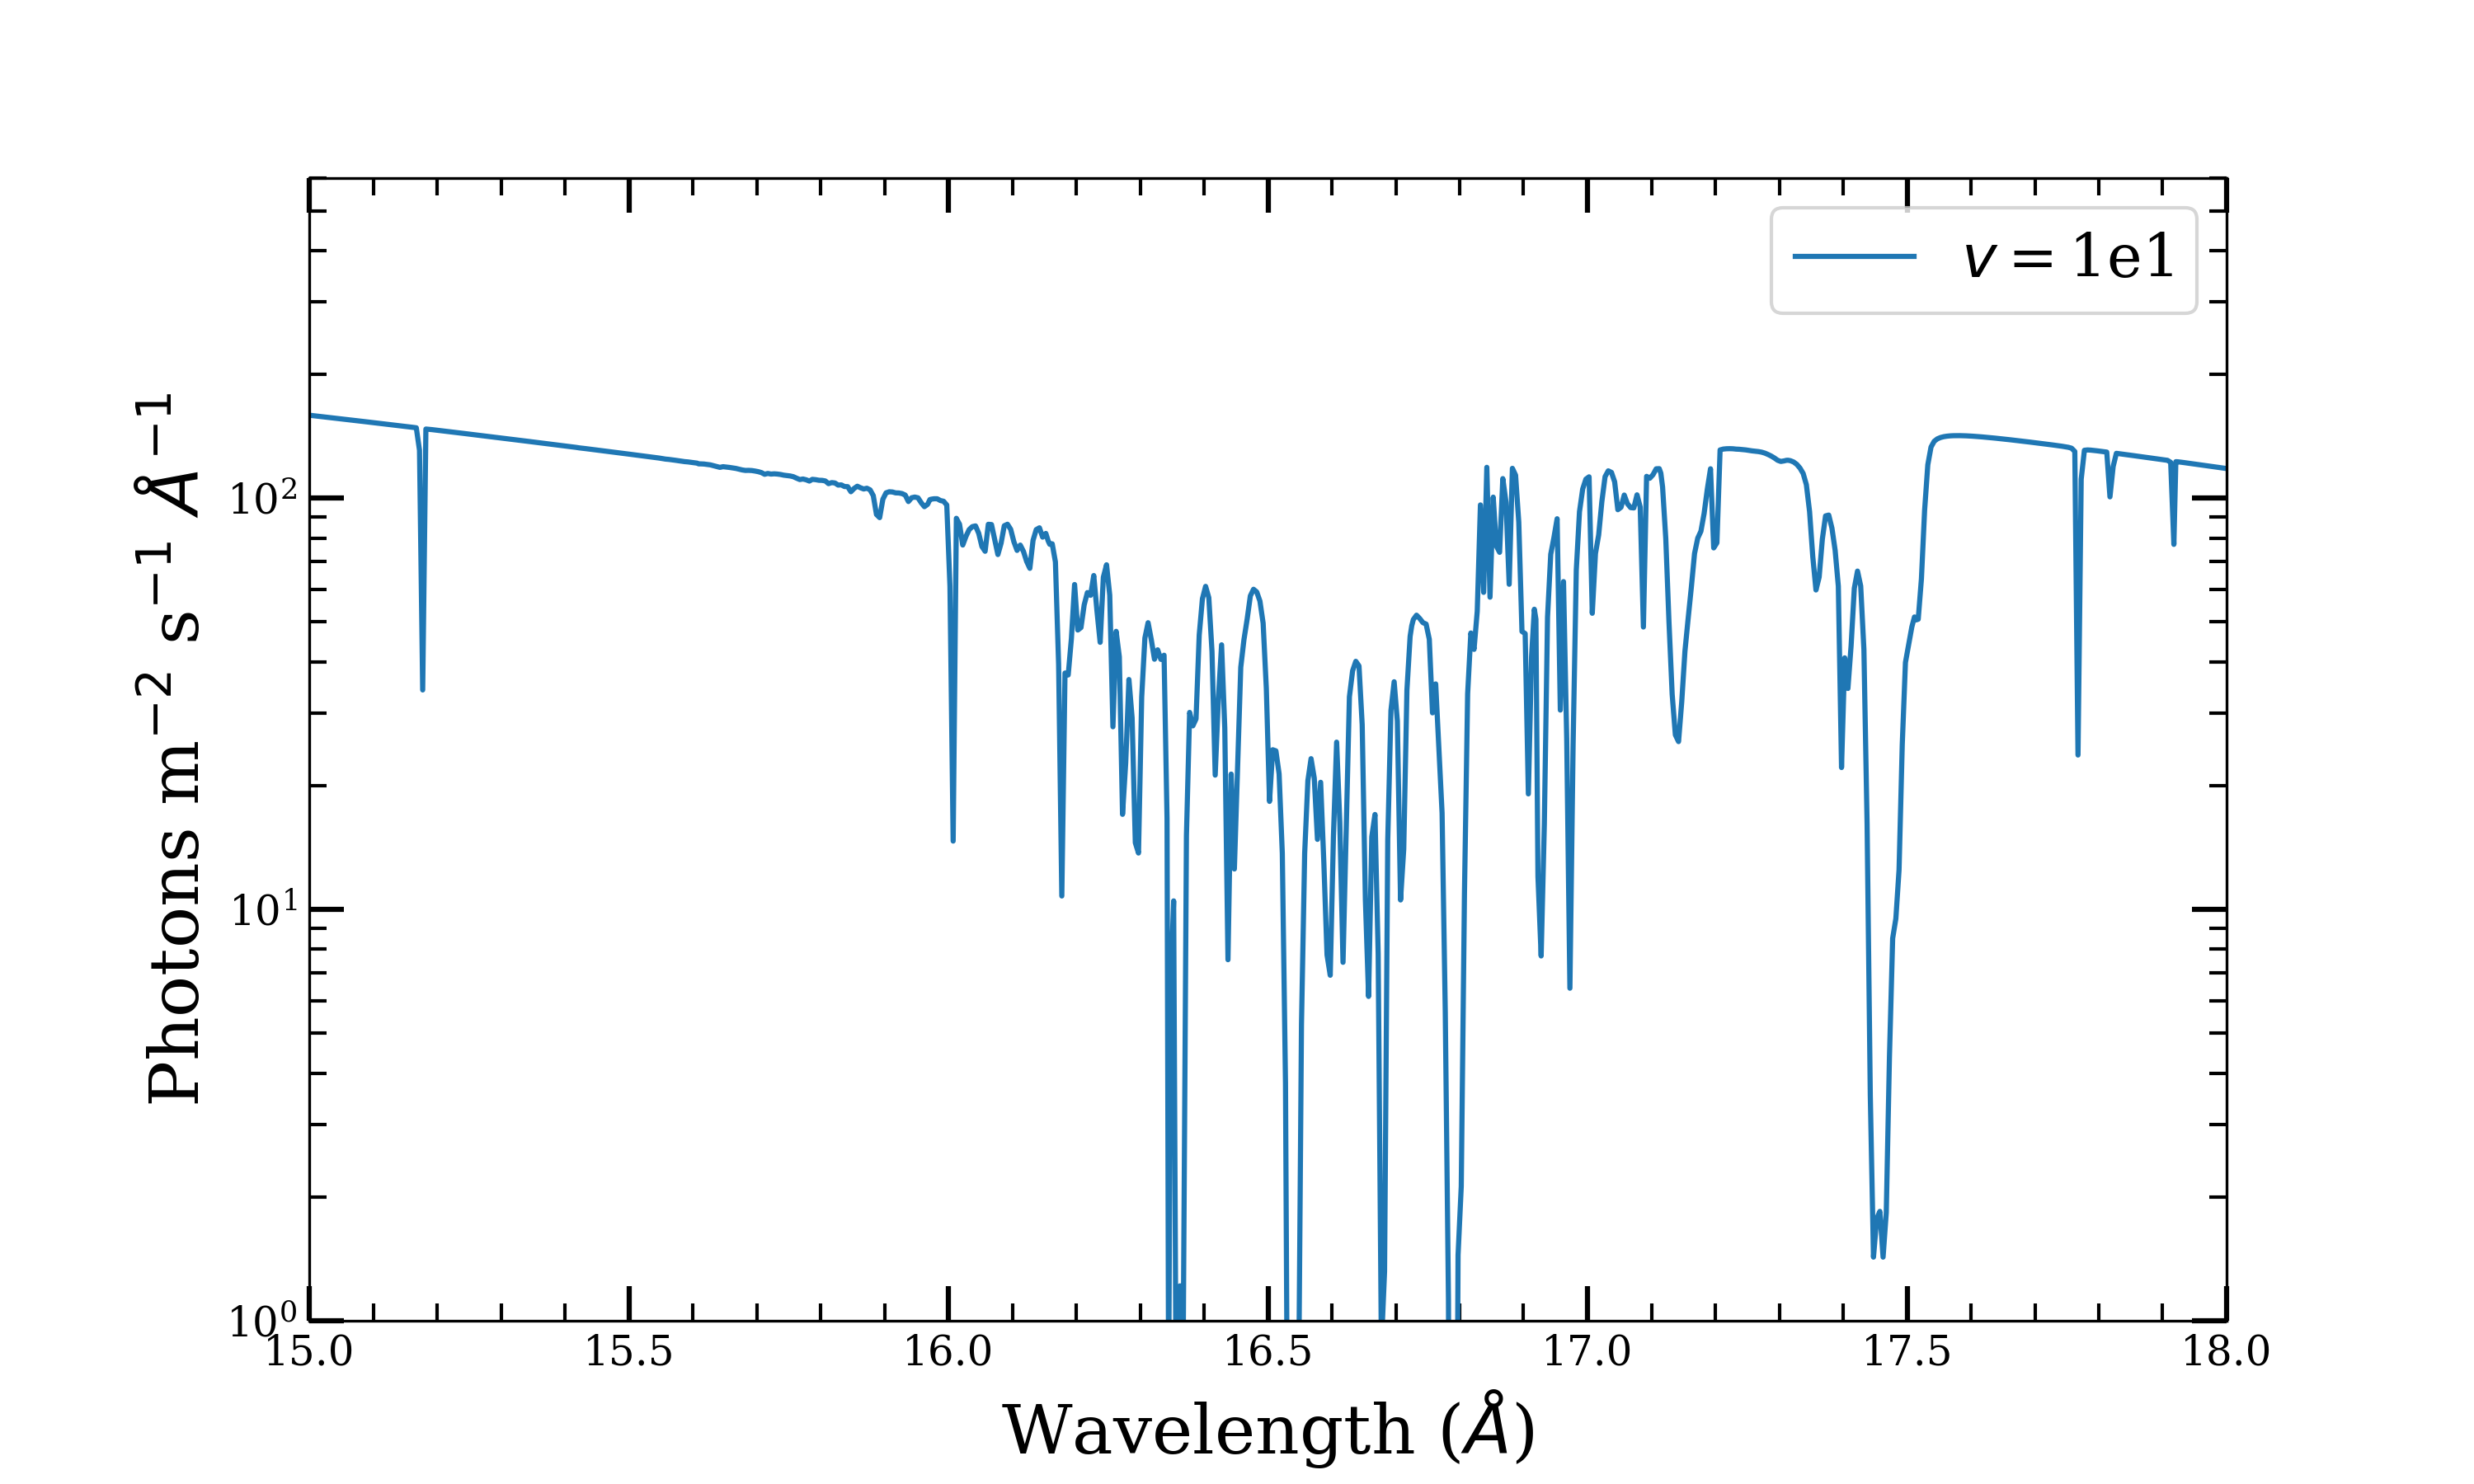 v = 1e1
Photons m⁻² s⁻¹ Å⁻¹
10²
10¹
10⁰
15.0 15.5 16.0 16.5 17.0 17.5 18.0
Wavelength (Å)